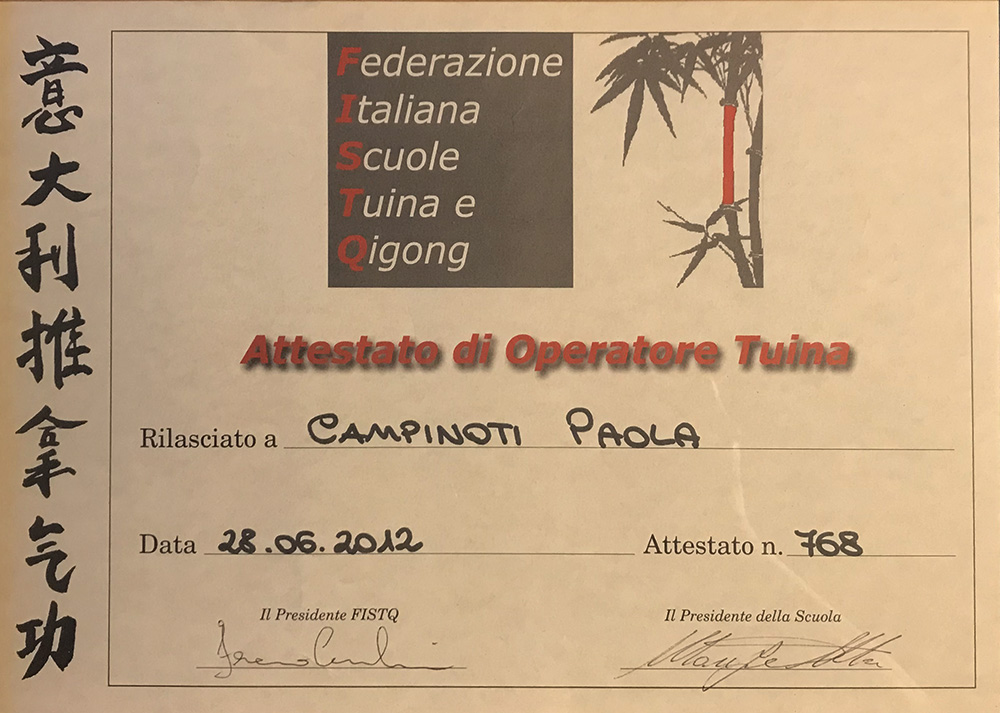 意大利推拿气功
Federazione
Italiana
Scuole
Tuina e
Qigong
Attestato di Operatore Tuina
Rilasciato a CAMPINOTI PAOLA
Data 28.06.2012 Attestato n. 768
Il Presidente FISTQ Il Presidente della Scuola